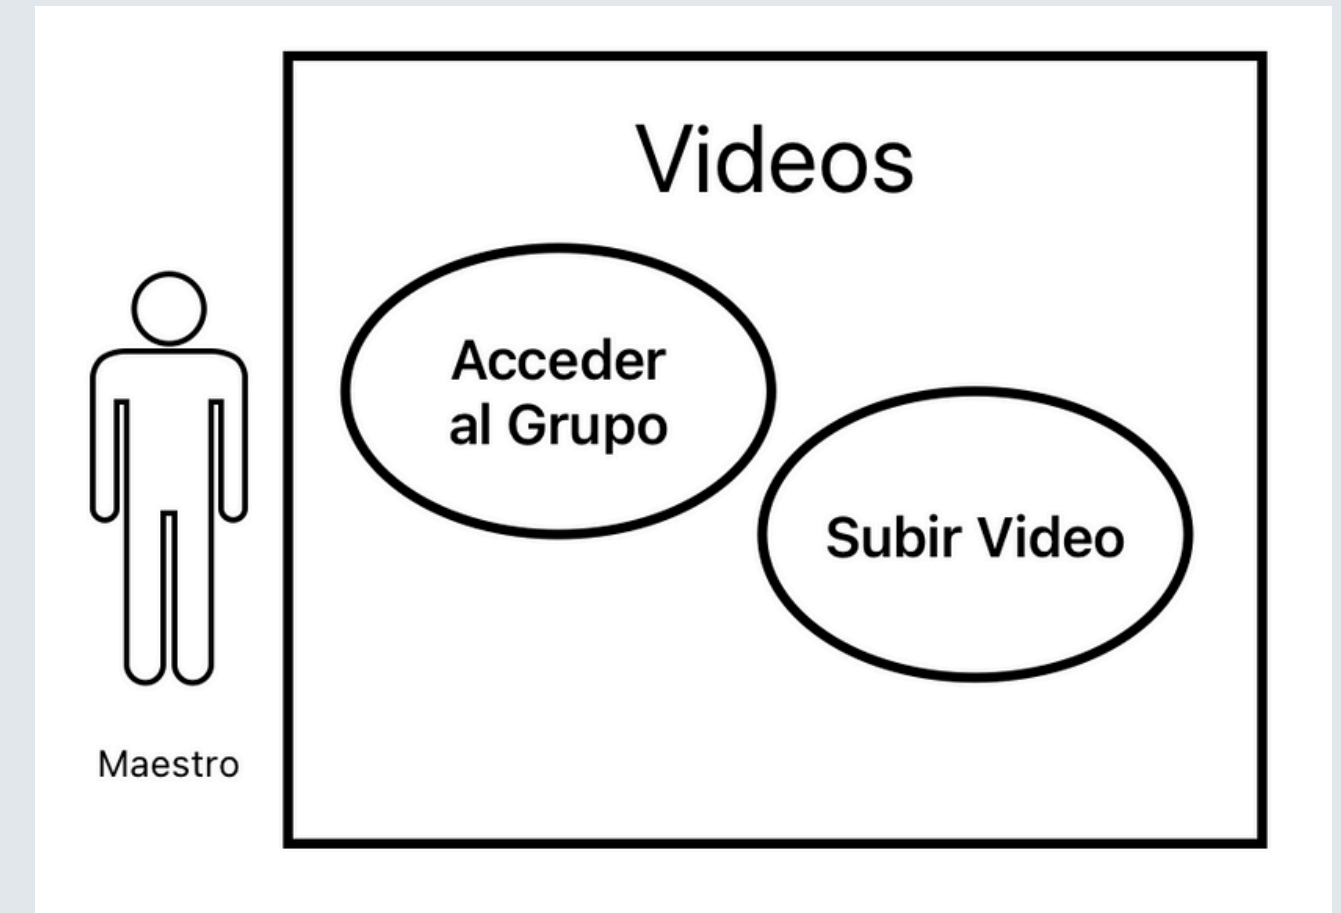 Videos
Acceder
al Grupo
Subir Video
Maestro